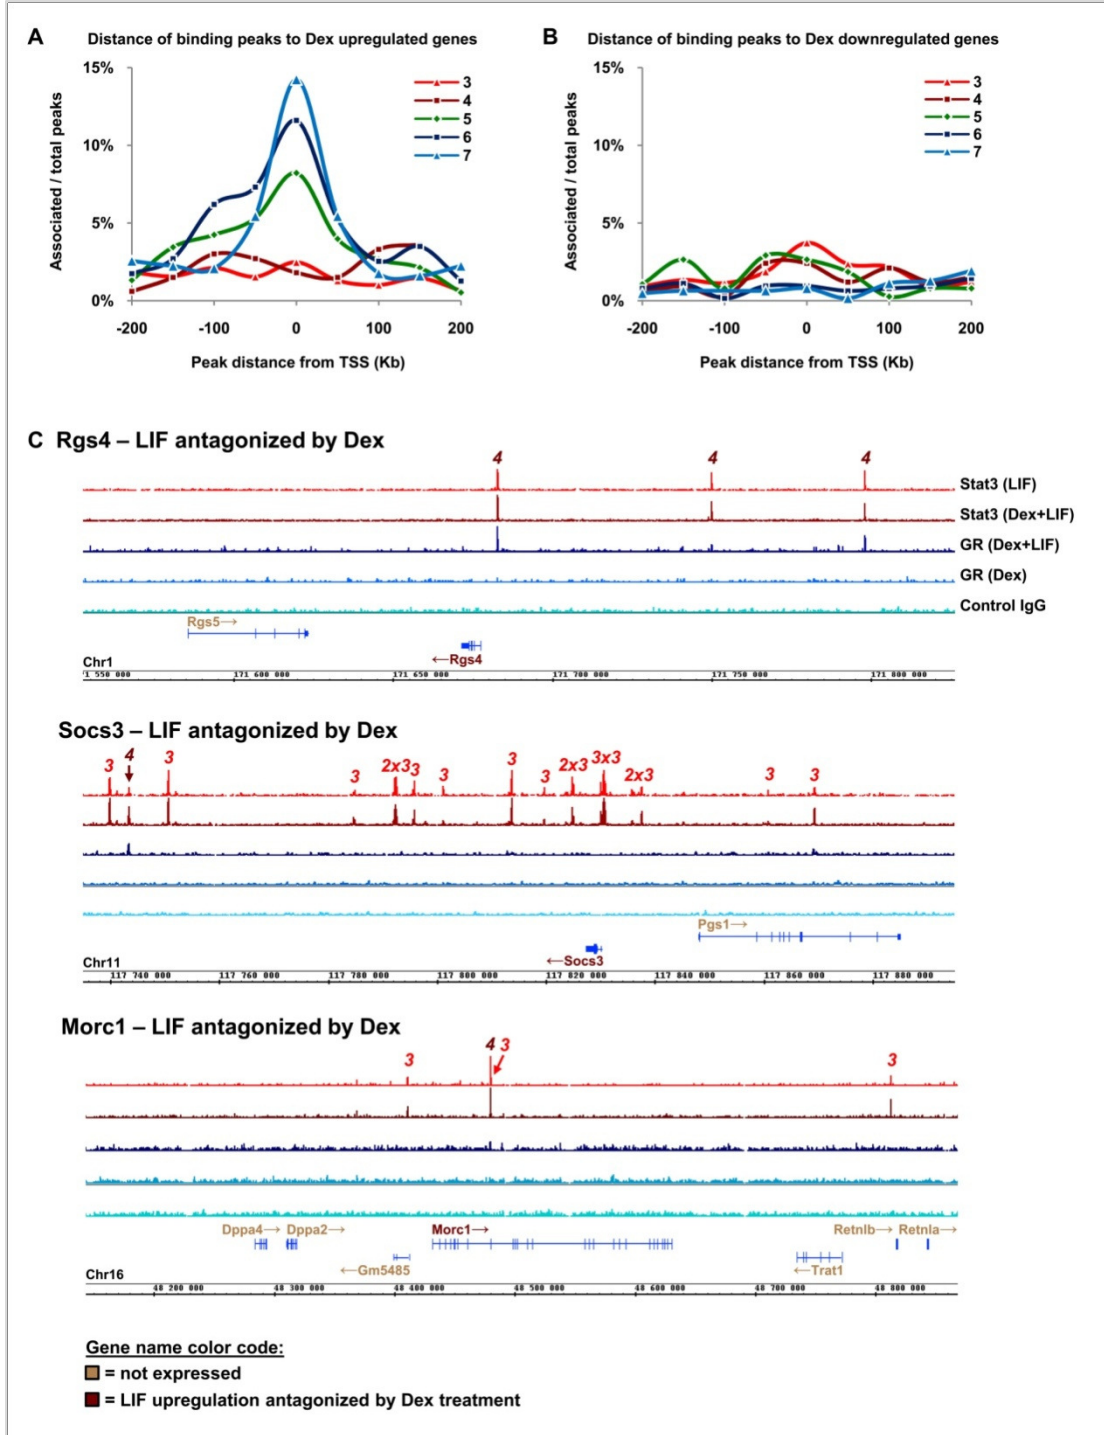 A Distance of binding peaks to Dex upregulated genes
15%
10%
5%
0%
Associated / total peaks
3
4
5
6
7
-200 -100 0 100 200
Peak distance from TSS (Kb)
B Distance of binding peaks to Dex downregulated genes
15%
10%
5%
0%
Associated / total peaks
3
4
5
6
7
-200 -100 0 100 200
Peak distance from TSS (Kb)
C Rgs4 – LIF antagonized by Dex
4 4 4
Stat3 (LIF)
Stat3 (Dex+LIF)
GR (Dex+LIF)
GR (Dex)
Control IgG
Rgs5→
←Rgs4
Chr1
1 550 000 171 600 000 171 650 000 171 700 000 171 750 000 171 800 000
Socs3 – LIF antagonized by Dex
3 4 3 3 2x3 3 3 3 3 2x3 3x3 2x3 3 3
Pgs1→
←Socs3
Chr11
117 740 000 117 760 000 117 780 000 117 800 000 117 820 000 117 840 000 117 860 000 117 880 000
Morc1 – LIF antagonized by Dex
3 4 3 3
Dppa4→ Dppa2→ Morc1→ Retnlb→ Retnla→
←Gm5485 ←Trat1
Chr16
48 200 000 48 300 000 48 400 000 48 500 000 48 600 000 48 700 000 48 800 000
Gene name color code:
= not expressed
= LIF upregulation antagonized by Dex treatment